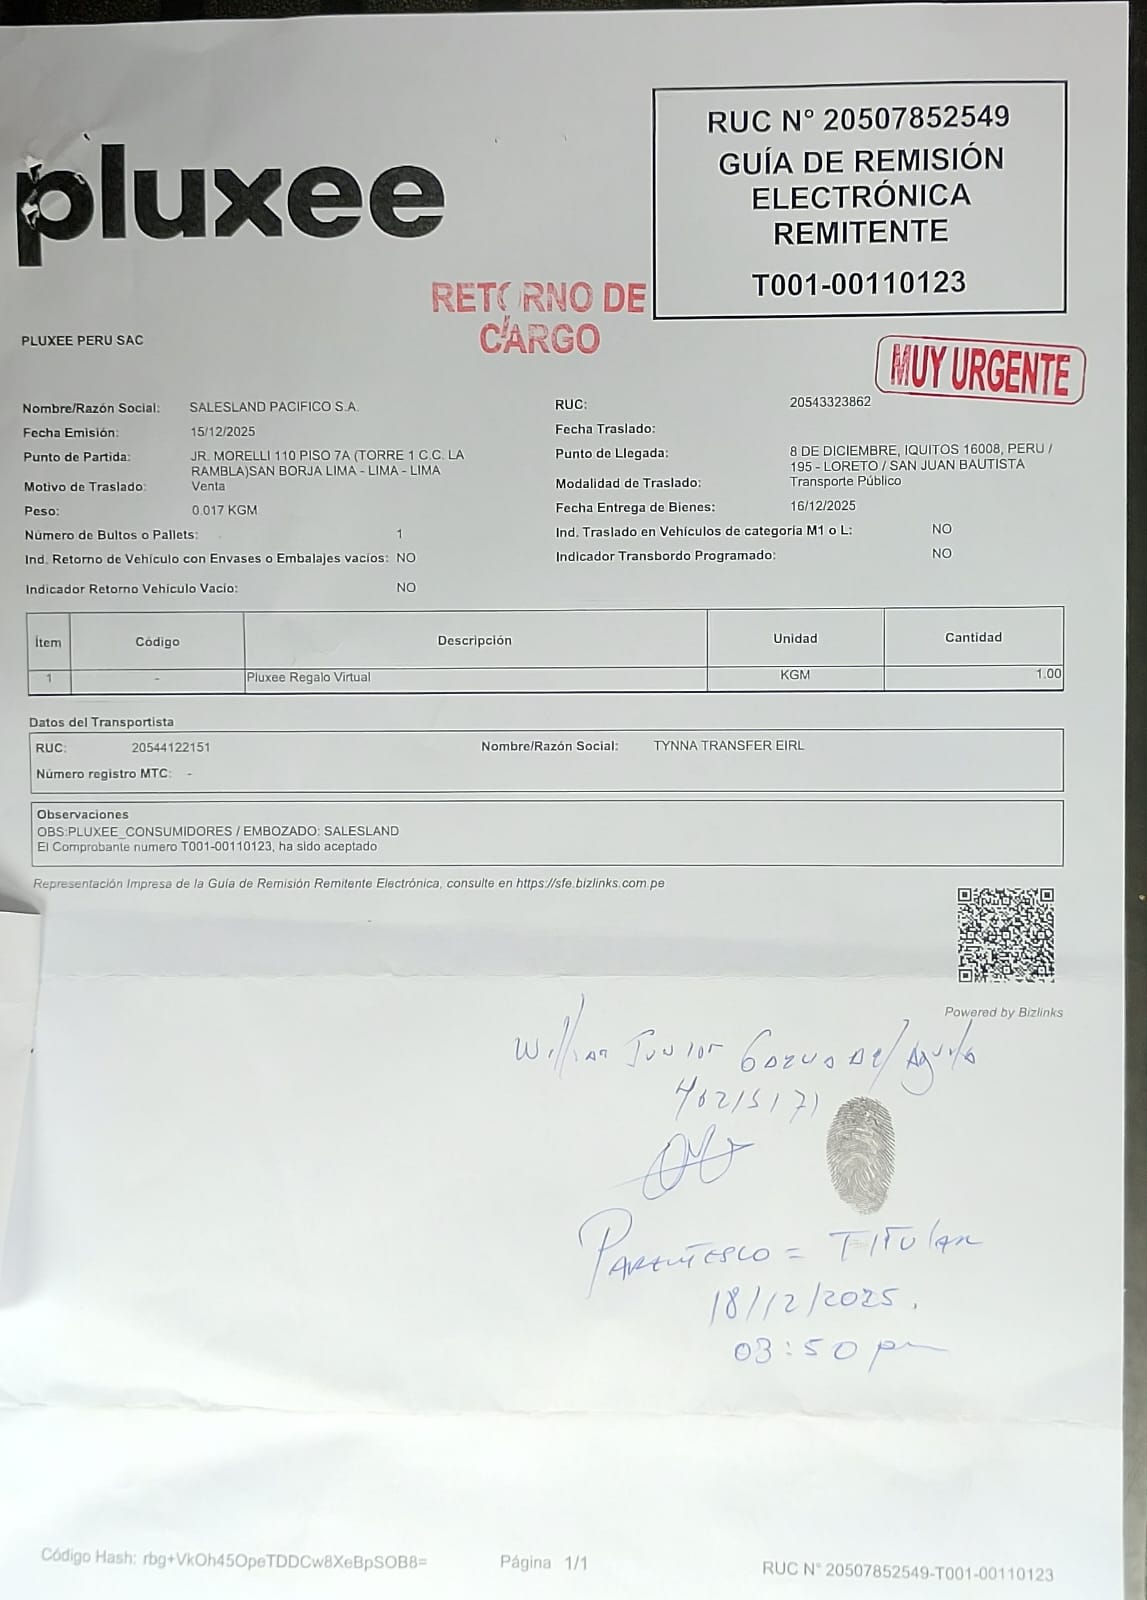 pluxee
RUC N° 20507852549
GUÍA DE REMISIÓN
ELECTRÓNICA
REMITENTE
T001-00110123
RETORNO DE
CARGO
MUY URGENTE
PLUXEE PERU SAC
Nombre/Razón Social: SALESLAND PACIFICO S.A.
RUC: 20543323862
Fecha Emisión: 15/12/2025
Fecha Traslado:
Punto de Partida: JR. MORELLI 110 PISO 7A (TORRE 1 C.C. LA
RAMBLA)SAN BORJA LIMA - LIMA - LIMA
Punto de Llegada: 8 DE DICIEMBRE, IQUITOS 16008, PERU /
195 - LORETO / SAN JUAN BAUTISTA
Motivo de Traslado: Venta
Modalidad de Traslado: Transporte Público
Peso: 0.017 KGM
Fecha Entrega de Bienes: 16/12/2025
Número de Bultos o Pallets: 1
Ind. Traslado en Vehículos de categoría M1 o L: NO
Ind. Retorno de Vehículo con Envases o Embalajes vacíos: NO
Indicador Transbordo Programado: NO
Indicador Retorno Vehículo Vacio: NO
Ítem Código Descripción Unidad Cantidad
1 - Pluxee Regalo Virtual KGM 1.00
Datos del Transportista
RUC: 20544122151 Nombre/Razón Social: TYNNA TRANSFER EIRL
Número registro MTC: -
Observaciones
OBS:PLUXEE_CONSUMIDORES / EMBOZADO: SALESLAND
El Comprobante numero T001-00110123, ha sido aceptado
Representación Impresa de la Guía de Remisión Remitente Electrónica, consulte en https://sfe.bizlinks.com.pe
Powered by Bizlinks
Junior del Aguila
40215171
PARENTESCO = TITULAR
18/12/2025.
03:50 pm
Código Hash: rbg+VkOh45OpeTDDCw8XeBpSOB8=
Página 1/1
RUC N° 20507852549-T001-00110123